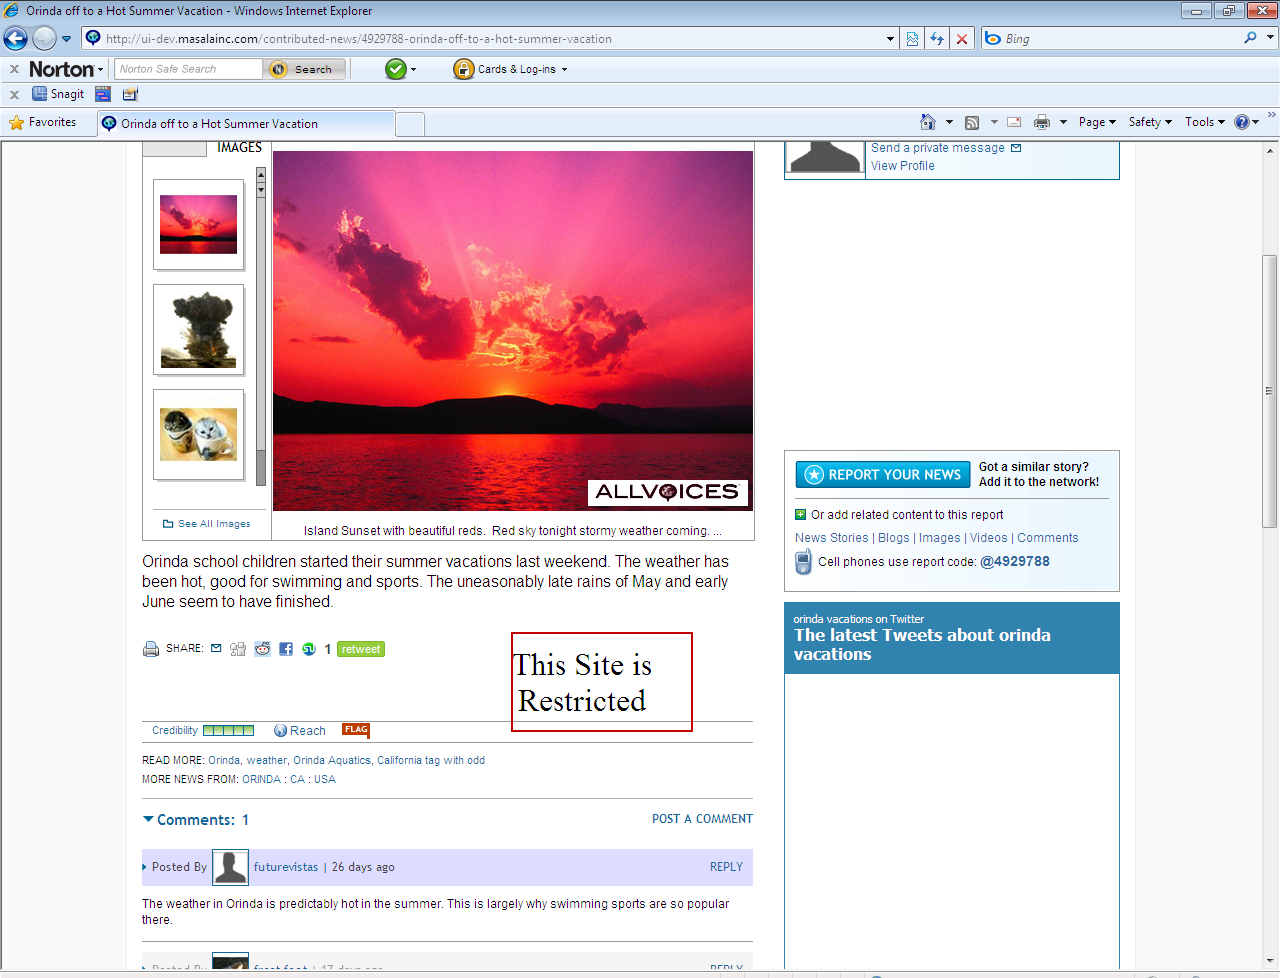 Orinda off to a Hot Summer Vacation - Windows Internet Explorer
http://ui-dev.masalainc.com/contributed-news/4929788-orinda-off-to-a-hot-summer-vacation
Bing
x Norton
Norton Safe Search
Search
Cards & Log-ins
x Snagit
Favorites
Orinda off to a Hot Summer Vacation
Page Safety Tools
IMAGES
Send a private message
View Profile
ALLVOICES
See All Images
Island Sunset with beautiful reds. Red sky tonight stormy weather coming. ...
Orinda school children started their summer vacations last weekend. The weather has
been hot, good for swimming and sports. The uneasonably late rains of May and early
June seem to have finished.
SHARE:
1 retweet
This Site is
Restricted
Credibility
Reach
FLAG
READ MORE: Orinda, weather, Orinda Aquatics, California tag with odd
MORE NEWS FROM: ORINDA : CA : USA
Comments: 1
POST A COMMENT
Posted By futurevistas | 26 days ago
REPLY
The weather in Orinda is predictably hot in the summer. This is largely why swimming sports are so popular
there.
REPORT YOUR NEWS
Got a similar story?
Add it to the network!
Or add related content to this report
News Stories | Blogs | Images | Videos | Comments
Cell phones use report code: @4929788
orinda vacations on Twitter
The latest Tweets about orinda
vacations